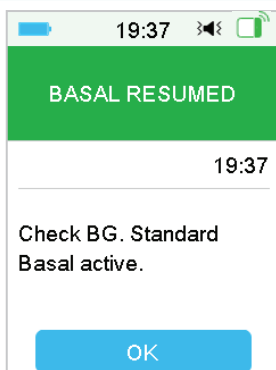 19:37
BASAL RESUMED
19:37
Check BG. Standard
Basal active.
OK